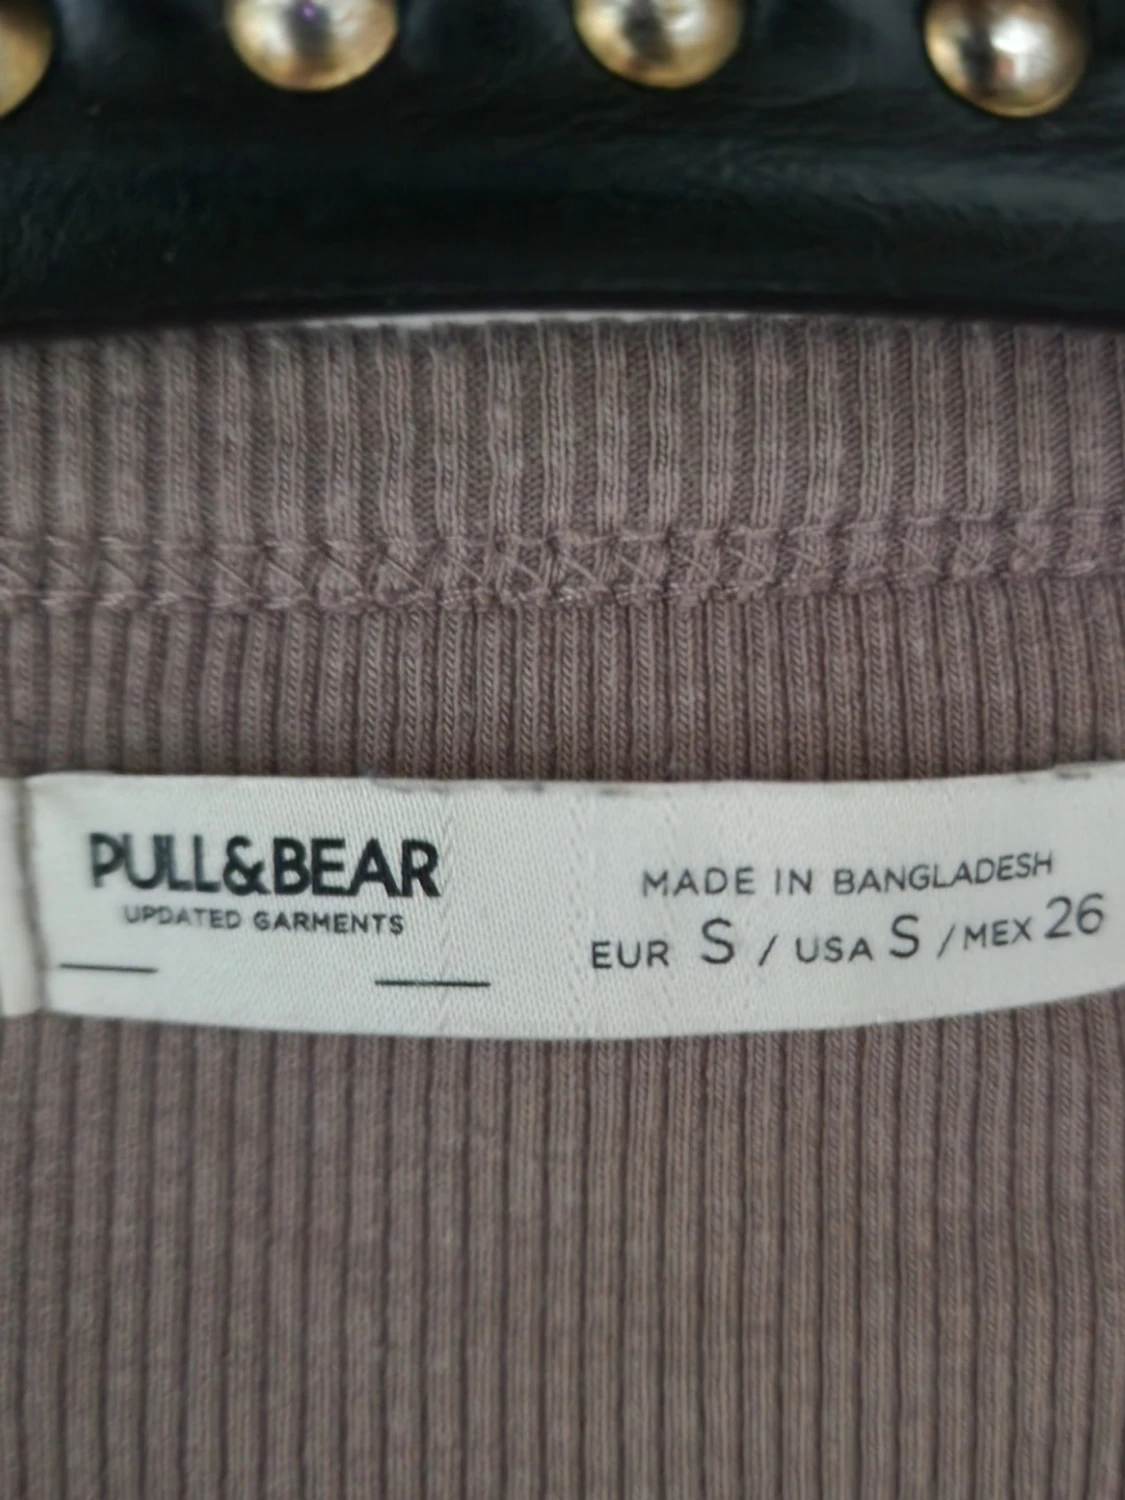 PULL&BEAR
UPDATED GARMENTS
MADE IN BANGLADESH
EUR S / USA S / MEX 26